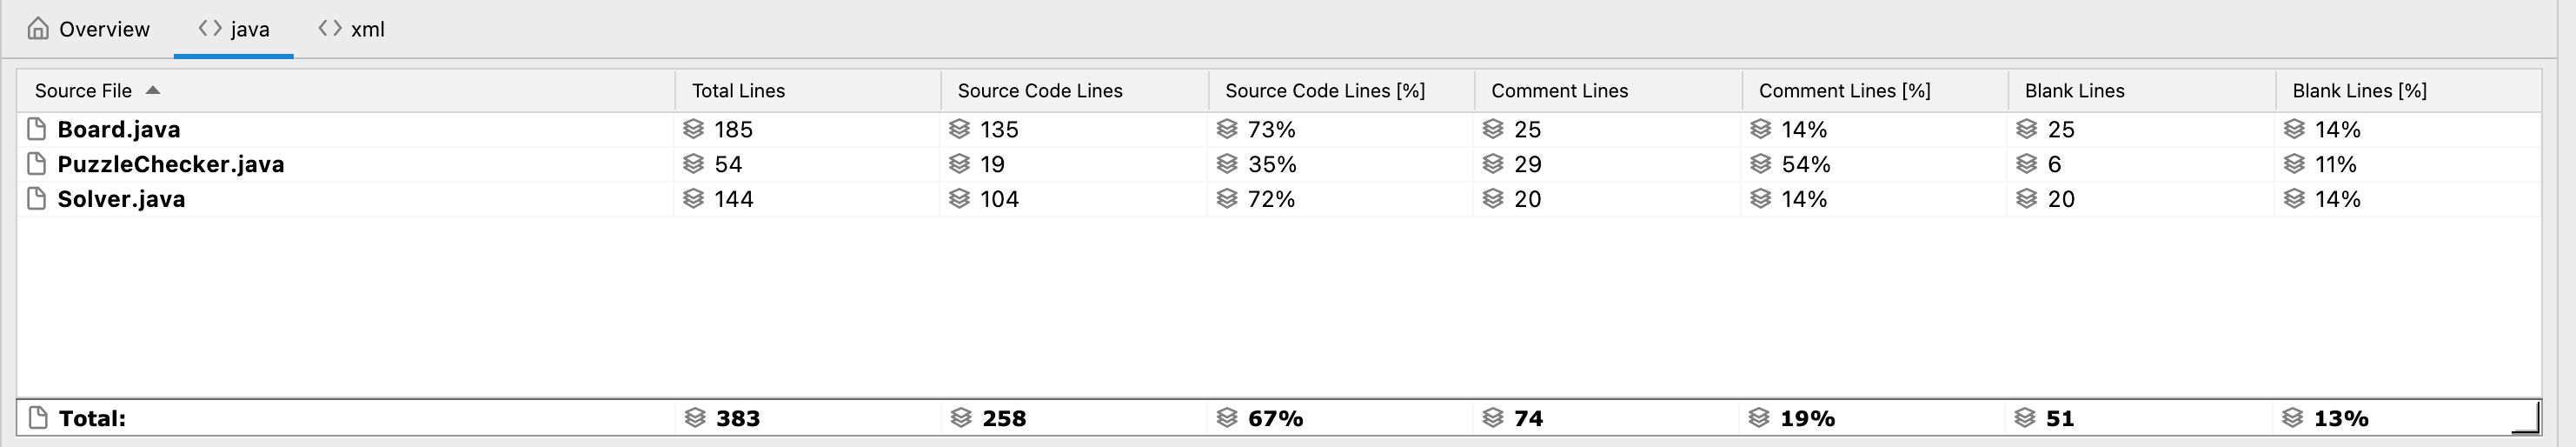 Overview java xml
Source File Total Lines Source Code Lines Source Code Lines [%] Comment Lines Comment Lines [%] Blank Lines Blank Lines [%]
Board.java 185 135 73% 25 14% 25 14%
PuzzleChecker.java 54 19 35% 29 54% 6 11%
Solver.java 144 104 72% 20 14% 20 14%
Total: 383 258 67% 74 19% 51 13%